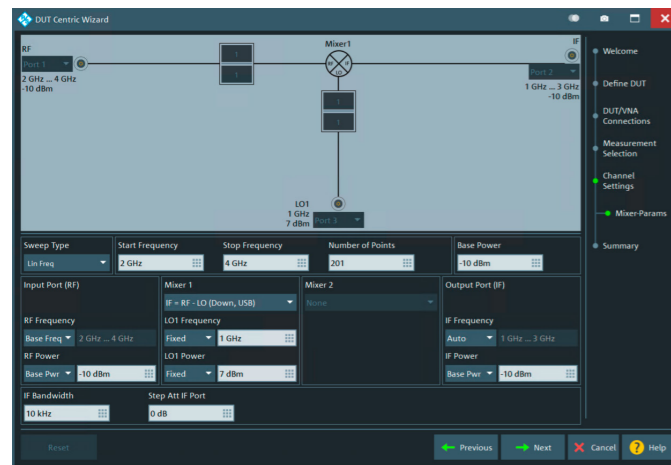 DUT Centric Wizard
RF
Port 1
2 GHz ... 4 GHz
-10 dBm
1
1
Mixer1
RF IF
LO
1
1
IF
Port 2
1 GHz ... 3 GHz
-10 dBm
LO1
1 GHz
7 dBm
Port 3
Welcome
Define DUT
DUT/VNA
Connections
Measurement
Selection
Channel
Settings
Mixer-Params
Summary
Sweep Type Start Frequency Stop Frequency Number of Points Base Power
Lin Freq 2 GHz 4 GHz 201 -10 dBm
Input Port (RF) Mixer 1 Mixer 2 Output Port (IF)
IF = RF - LO (Down, USB) None
RF Frequency LO1 Frequency IF Frequency
Base Freq 2 GHz ... 4 GHz Fixed 1 GHz Auto 1 GHz ... 3 GHz
RF Power LO1 Power IF Power
Base Pwr -10 dBm Fixed 7 dBm Base Pwr -10 dBm
IF Bandwidth Step Att IF Port
10 kHz 0 dB
Reset Previous Next Cancel ? Help